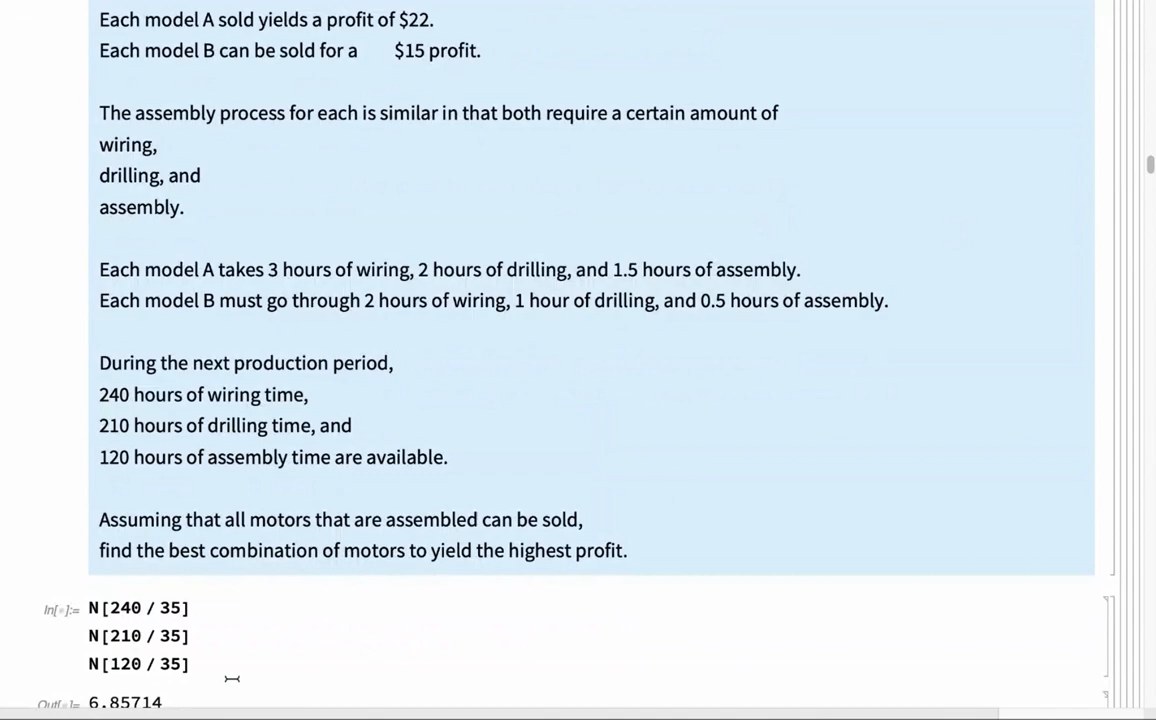 Each model A sold yields a profit of $22.
Each model B can be sold for a $15 profit.
The assembly process for each is similar in that both require a certain amount of
wiring,
drilling, and
assembly.
Each model A takes 3 hours of wiring, 2 hours of drilling, and 1.5 hours of assembly.
Each model B must go through 2 hours of wiring, 1 hour of drilling, and 0.5 hours of assembly.
During the next production period,
240 hours of wiring time,
210 hours of drilling time, and
120 hours of assembly time are available.
Assuming that all motors that are assembled can be sold,
find the best combination of motors to yield the highest profit.
In[∘]:= N[240 / 35]
N[210 / 35]
N[120 / 35]
Out[∘]= 6.85714